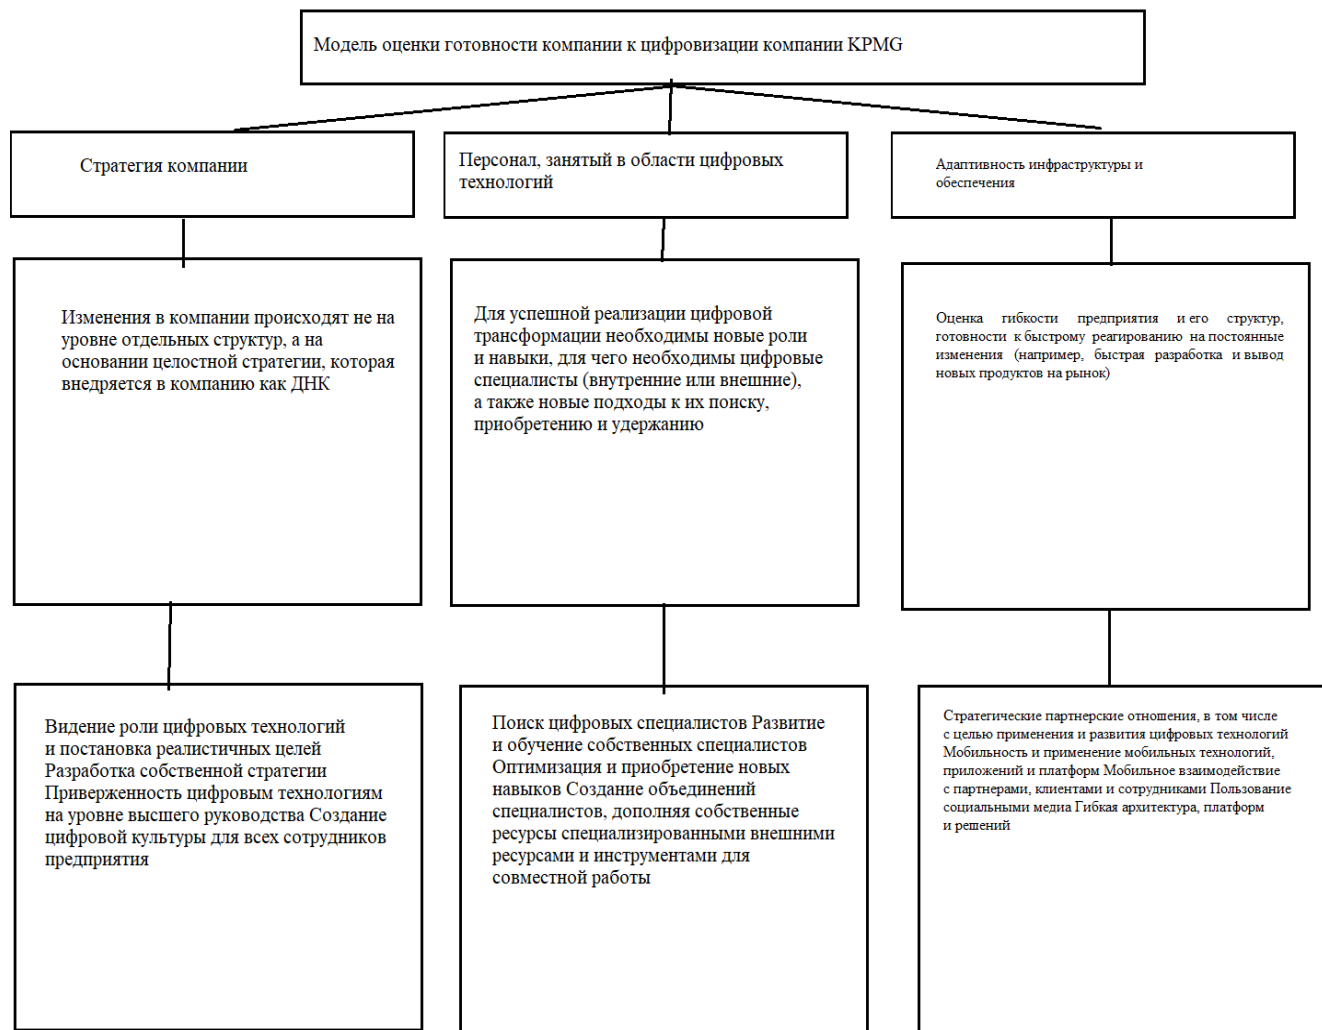 Модель оценки готовности компании к цифровизации компании KPMG
Стратегия компании
Персонал, занятый в области цифровых
технологий
Адаптивность инфраструктуры и
обеспечения
Изменения в компании происходят не на
уровне отдельных структур, а на
основании целостной стратегии, которая
внедряется в компанию как ДНК
Для успешной реализации цифровой
трансформации необходимы новые роли
и навыки, для чего необходимы цифровые
специалисты (внутренние или внешние),
а также новые подходы к их поиску,
приобретению и удержанию
Оценка гибкости предприятия и его структур,
готовности к быстрому реагированию на постоянные
изменения (например, быстрая разработка и вывод
новых продуктов на рынок)
Видение роли цифровых технологий
и постановка реалистичных целей
Разработка собственной стратегии
Приверженность цифровым технологиям
на уровне высшего руководства Создание
цифровой культуры для всех сотрудников
предприятия
Поиск цифровых специалистов Развитие
и обучение собственных специалистов
Оптимизация и приобретение новых
навыков Создание объединений
специалистов, дополняя собственные
ресурсы специализированными внешними
ресурсами и инструментами для
совместной работы
Стратегические партнерские отношения, в том числе
с целью применения и развития цифровых технологий
Мобильность и применение мобильных технологий,
приложений и платформ Мобильное взаимодействие
с партнерами, клиентами и сотрудниками Пользование
социальными медиа Гибкая архитектура, платформ
и решений